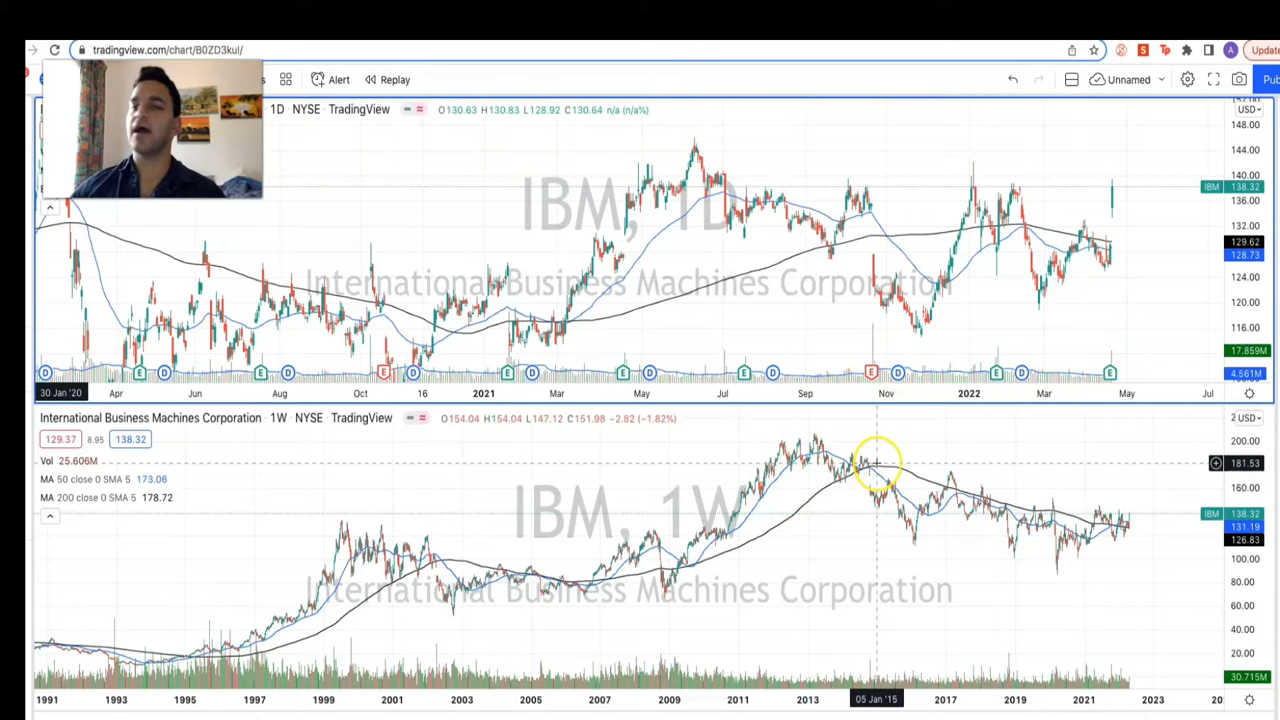 tradingview.com/chart/B0ZD3kul/
A
Update
Alert
Replay
Unnamed
Pub
1D · NYSE · TradingView
O130.63 H130.83 L128.92 C130.64 n/a (n/a%)
USD
148.00
144.00
140.00
IBM 138.32
136.00
132.00
129.62
128.73
124.00
120.00
116.00
17.859M
4.561M
IBM, 1D
International Business Machines Corporation
D E D E D E D E D E D E D E D E D E
30 Jan '20 Apr Jun Aug Oct 16 2021 Mar May Jul Sep Nov 2022 Mar May Jul
International Business Machines Corporation · 1W · NYSE · TradingView
O154.04 H154.04 L147.12 C151.98 −2.82 (−1.82%)
USD
129.37 8.95 138.32
Vol 25.606M
MA 50 close 0 SMA 5 173.06
MA 200 close 0 SMA 5 178.72
200.00
181.53
160.00
IBM 138.32
131.19
126.83
100.00
80.00
60.00
40.00
20.00
30.715M
IBM, 1W
International Business Machines Corporation
1991 1993 1995 1997 1999 2001 2003 2005 2007 2009 2011 2013 05 Jan '15 2017 2019 2021 2023